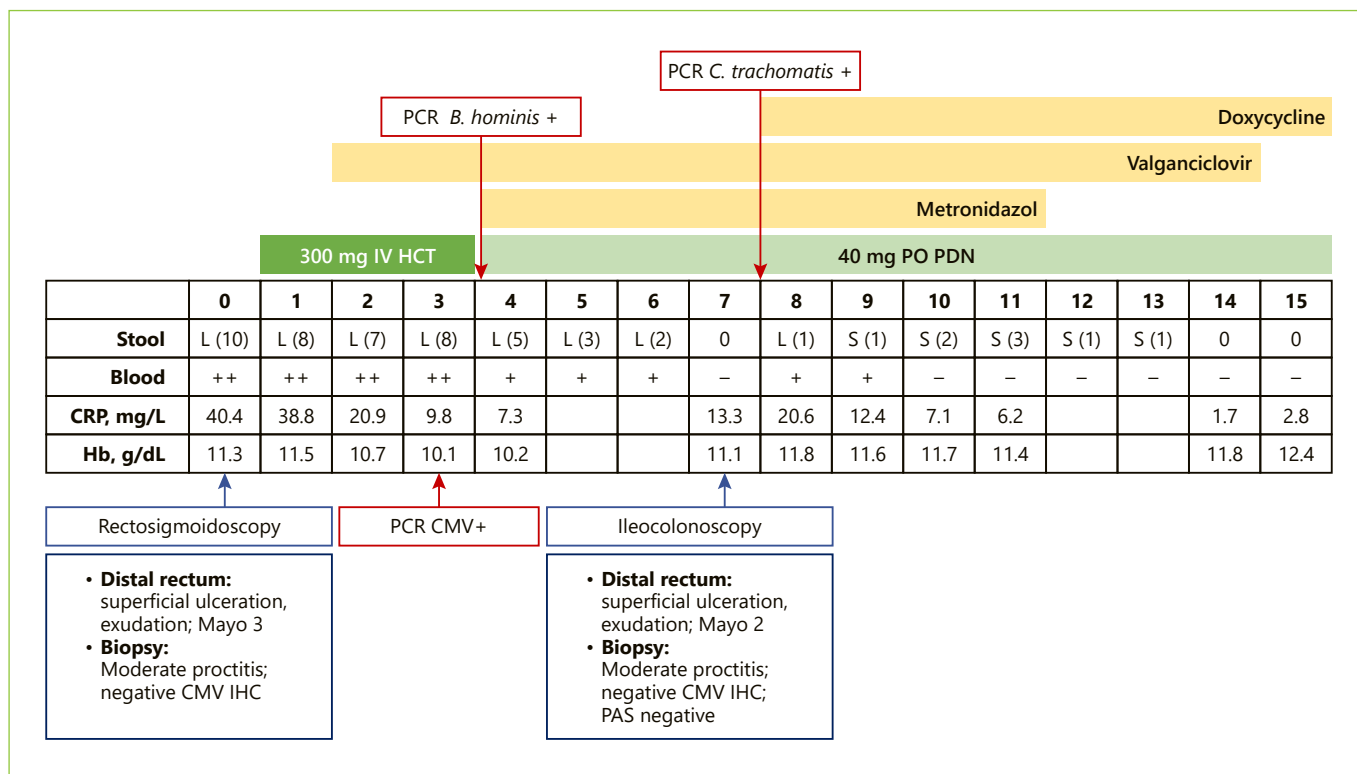 PCR C. trachomatis +
PCR B. hominis +
Doxycycline
Valganciclovir
Metronidazol
300 mg IV HCT 40 mg PO PDN
0 1 2 3 4 5 6 7 8 9 10 11 12 13 14 15
Stool L (10) L (8) L (7) L (8) L (5) L (3) L (2) 0 L (1) S (1) S (2) S (3) S (1) S (1) 0 0
Blood ++ ++ ++ ++ + + + – + + – – – – – –
CRP, mg/L 40.4 38.8 20.9 9.8 7.3 13.3 20.6 12.4 7.1 6.2 1.7 2.8
Hb, g/dL 11.3 11.5 10.7 10.1 10.2 11.1 11.8 11.6 11.7 11.4 11.8 12.4
Rectosigmoidoscopy PCR CMV+ Ileocolonoscopy
• Distal rectum:
superficial ulceration,
exudation; Mayo 3
• Biopsy:
Moderate proctitis;
negative CMV IHC
• Distal rectum:
superficial ulceration,
exudation; Mayo 2
• Biopsy:
Moderate proctitis;
negative CMV IHC;
PAS negative